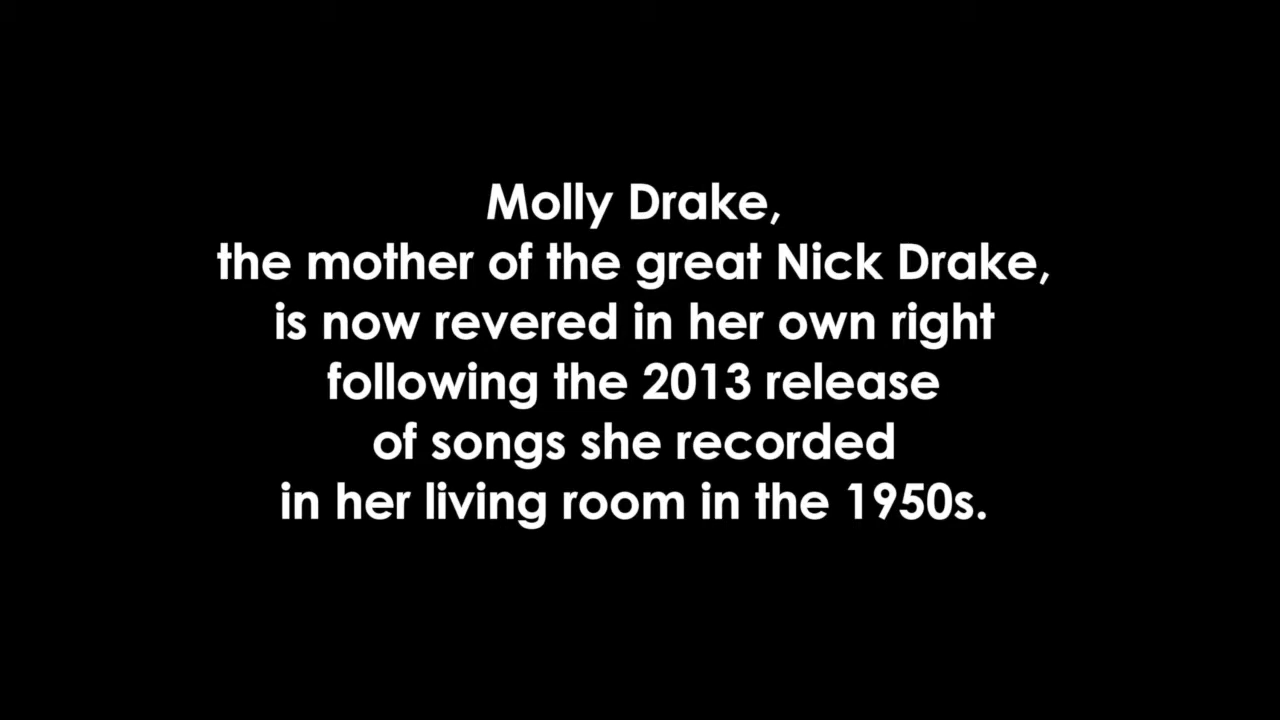 Molly Drake,
the mother of the great Nick Drake,
is now revered in her own right
following the 2013 release
of songs she recorded
in her living room in the 1950s.